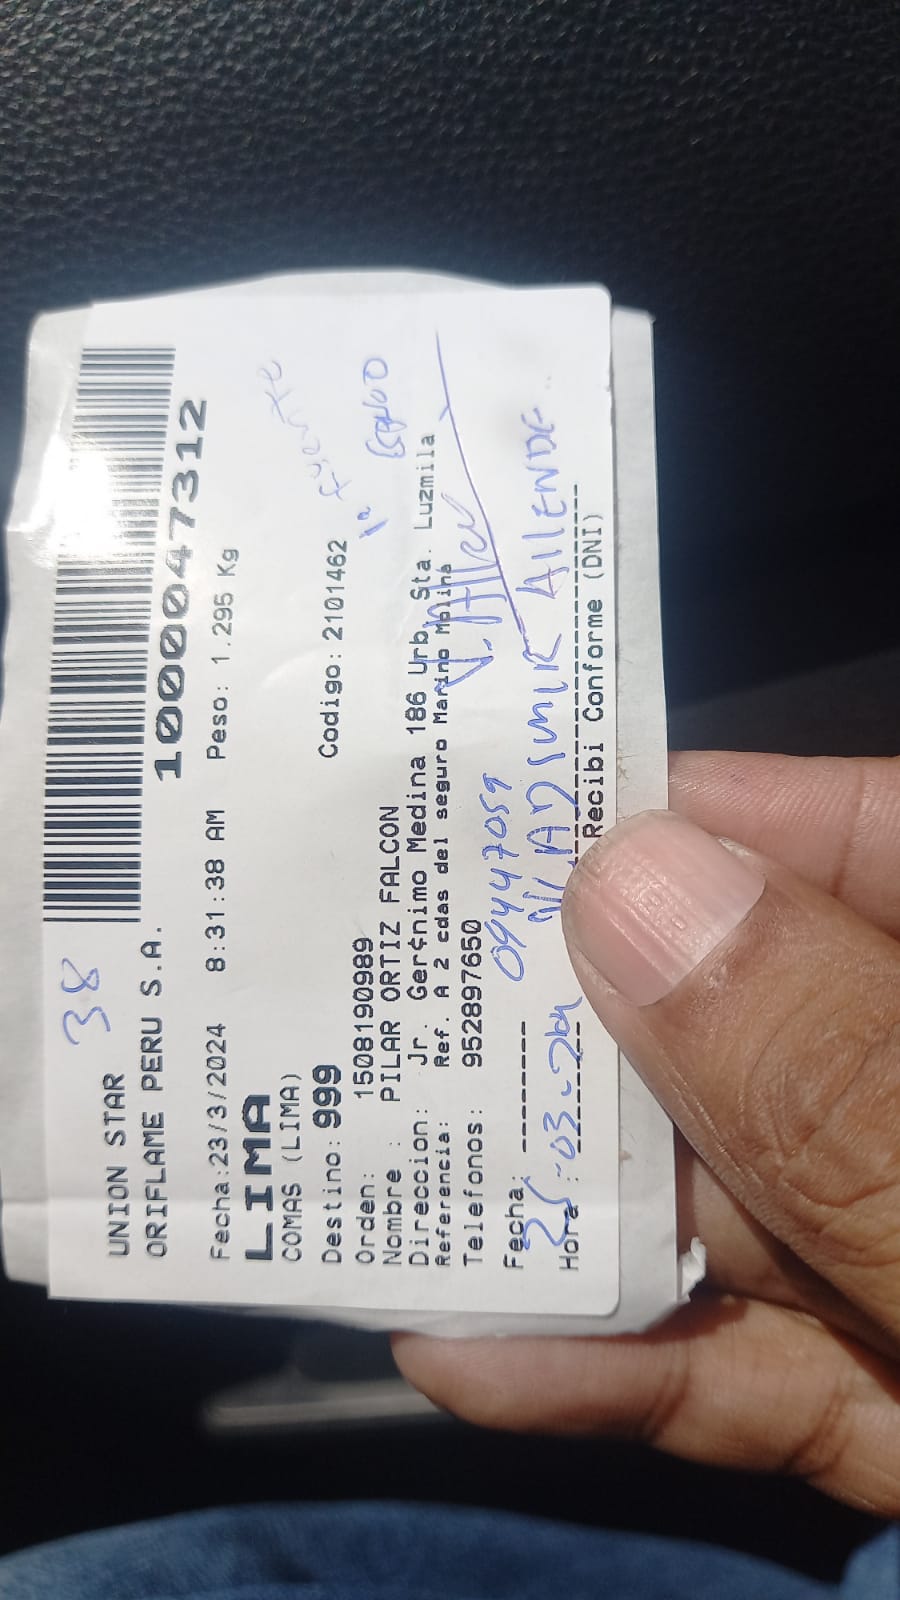 38
UNION STAR
ORIFLAME PERU S.A.
1000047312
Fecha:23/3/2024 8:31:38 AM Peso: 1.295 Kg
LIMA
COMAS (LIMA)
Destino: 999 Codigo:2101462
Orden: 1508190989
Nombre : PILAR ORTIZ FALCON
Direccion: Jr. Ger¢nimo Medina 186 Urb. Sta. Luzmila
Referencia: Ref. A 2 cdas del seguro Marino Molina
Telefonos: 952897650
Fecha: 09447059
25-03-24 ALLENDE
Hora :
Recibi Conforme (DNI)